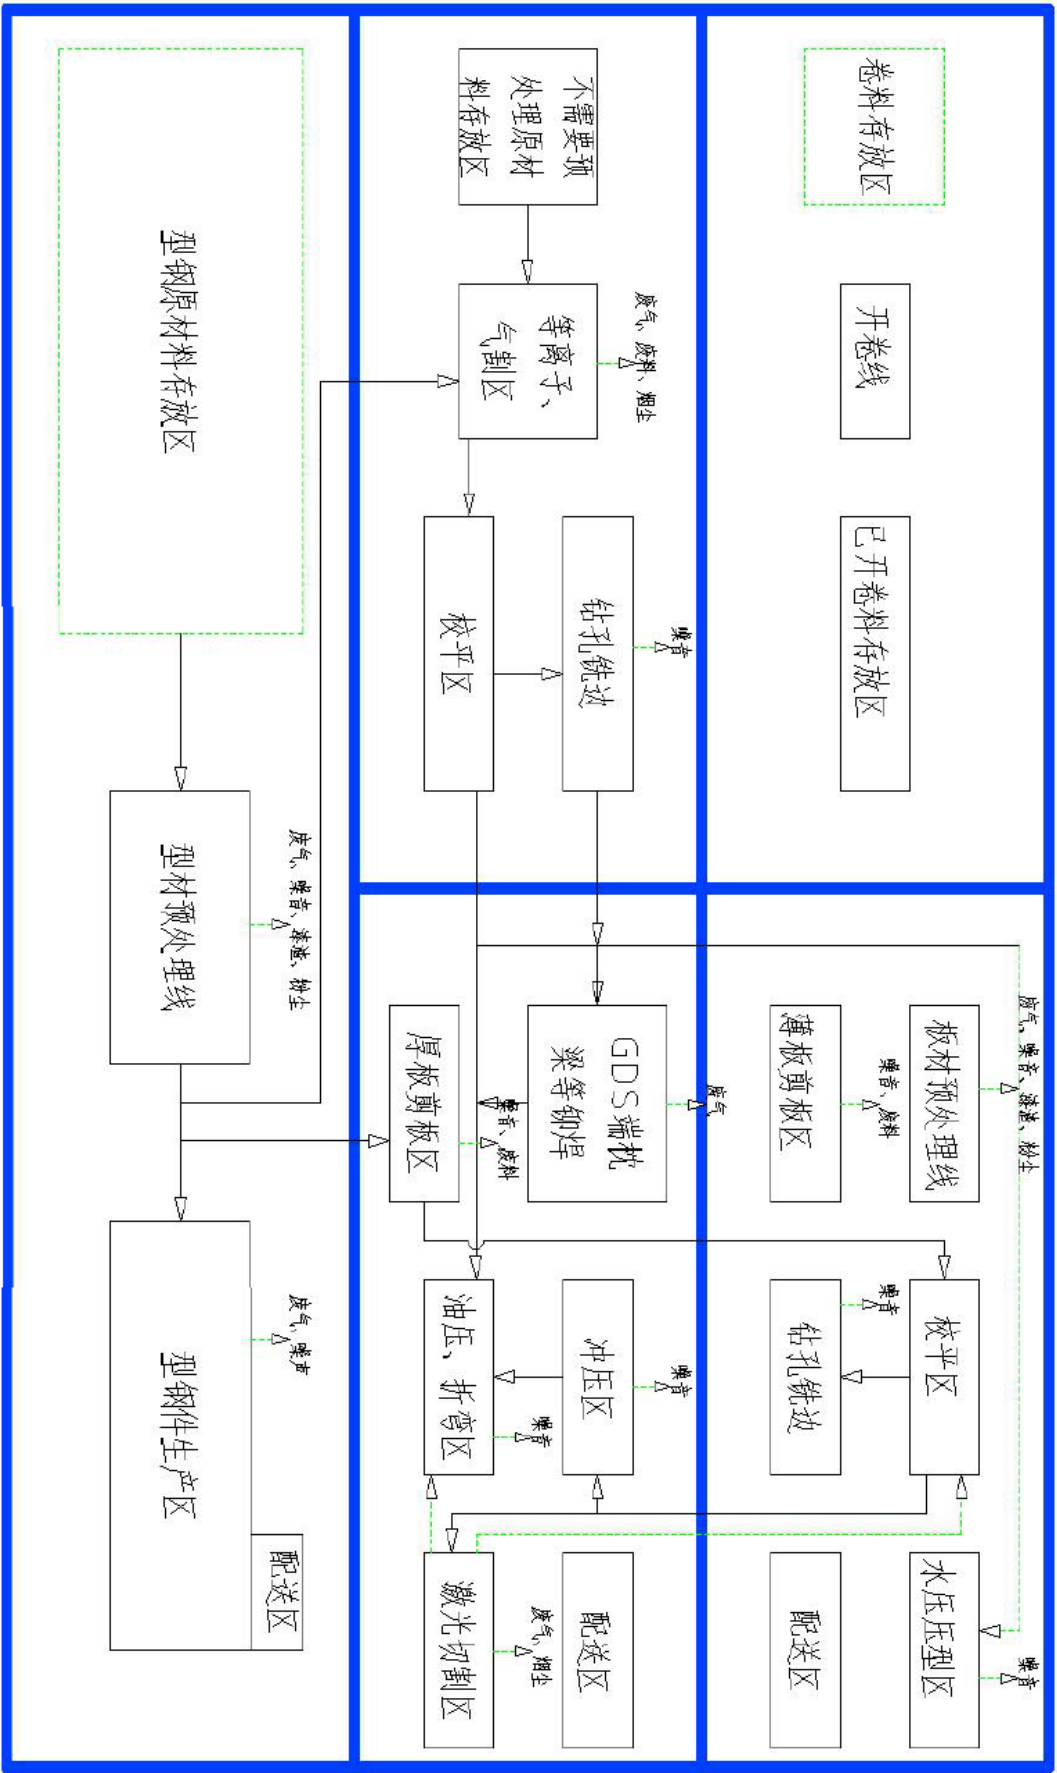 卷料存放区
开卷线
已开卷料存放区
废气、噪音、漆渣、粉尘
板材预处理线
噪音、废料
薄板剪板区
校平区
噪音
钻孔铣边
噪音
水压压型区
配送区
不需要预
处理原材
料存放区
废气、废料、烟尘
等离子、
气割区
噪音
钻孔铣边
校平区
废气
GDS端枕
梁等铆焊
噪音、废料
厚板剪板区
噪音
冲压区
噪音
油压、折弯区
配送区
废气、烟尘
激光切割区
型钢原材料存放区
废气、噪音、漆渣、粉尘
型材预处理线
废气、噪声
型钢件生产区
配送区